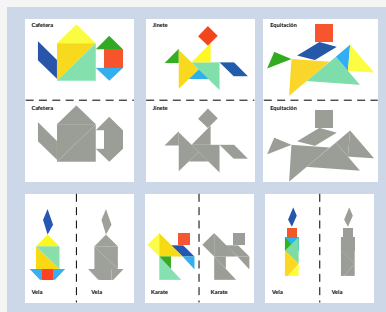 Cafetera
Jinete
Equitación
Cafetera
Jinete
Equitación
Vela
Vela
Karate
Karate
Vela
Vela